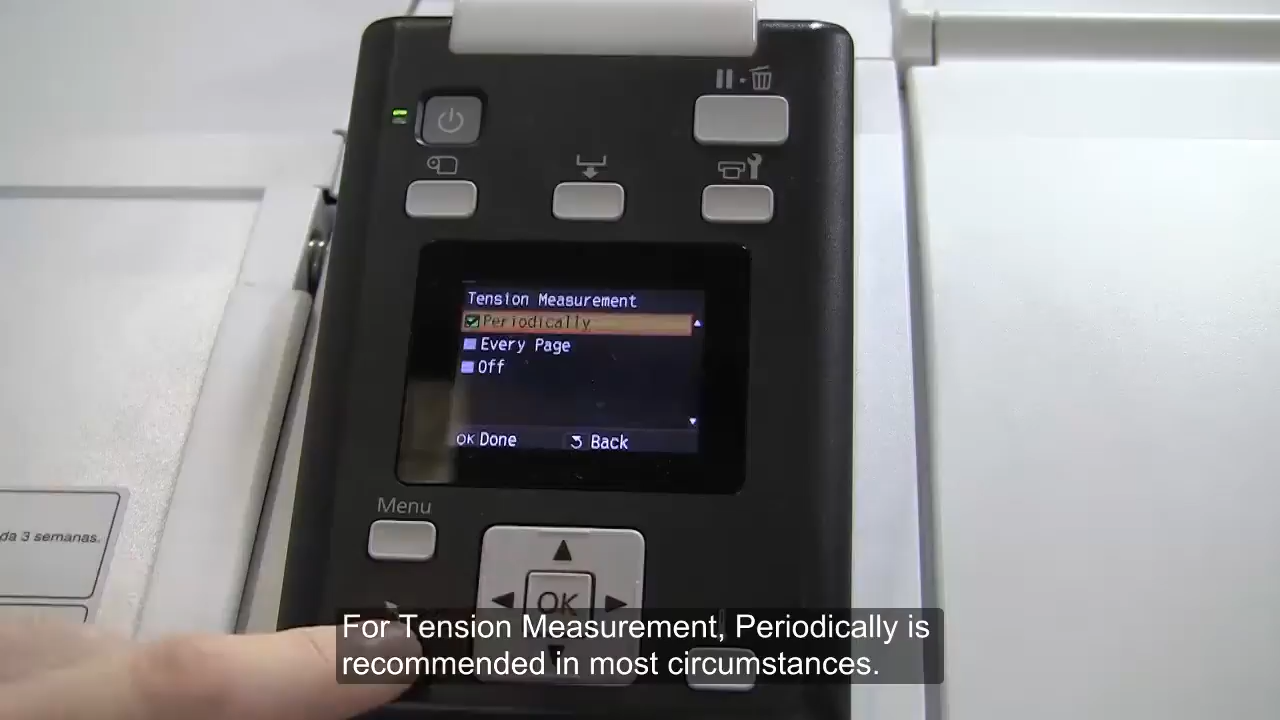 Tension Measurement
Periodically
Every Page
Off
OK Done
Back
Menu
da 3 semanas.
OK
For Tension Measurement, Periodically is
recommended in most circumstances.